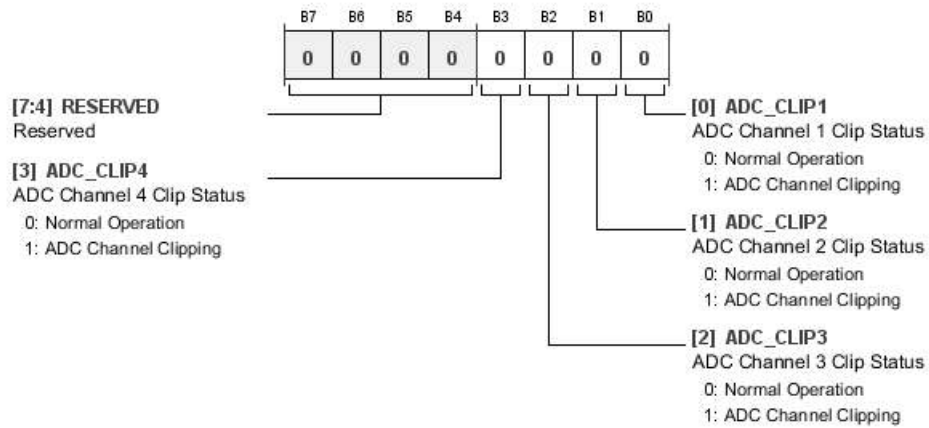 B7 B6 B5 B4 B3 B2 B1 B0
0 0 0 0 0 0 0 0
[7:4] RESERVED
Reserved
[3] ADC_CLIP4
ADC Channel 4 Clip Status
0: Normal Operation
1: ADC Channel Clipping
[0] ADC_CLIP1
ADC Channel 1 Clip Status
0: Normal Operation
1: ADC Channel Clipping
[1] ADC_CLIP2
ADC Channel 2 Clip Status
0: Normal Operation
1: ADC Channel Clipping
[2] ADC_CLIP3
ADC Channel 3 Clip Status
0: Normal Operation
1: ADC Channel Clipping